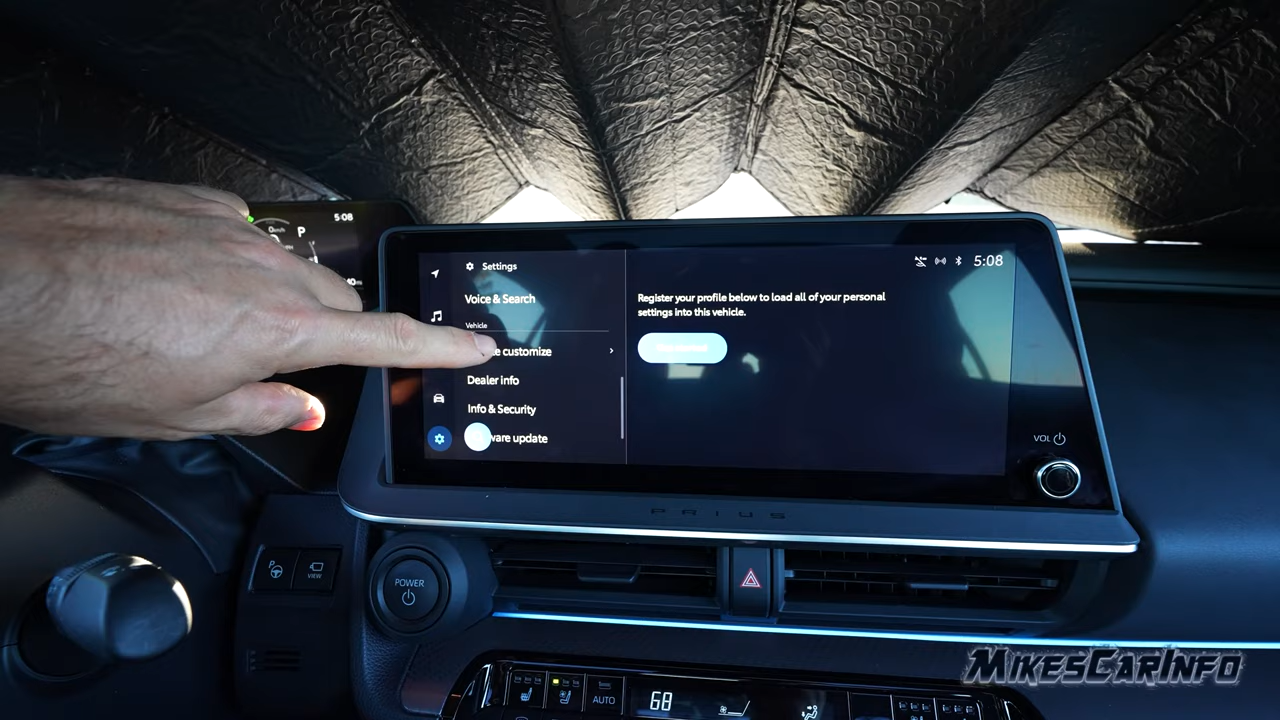 5:08
P
Settings
5:08
Voice & Search
Vehicle
customize
Dealer info
Info & Security
ware update
Register your profile below to load all of your personal
settings into this vehicle.
VOL
PRIUS
P
VIEW
POWER
AUTO
68
MIKESCARINFO